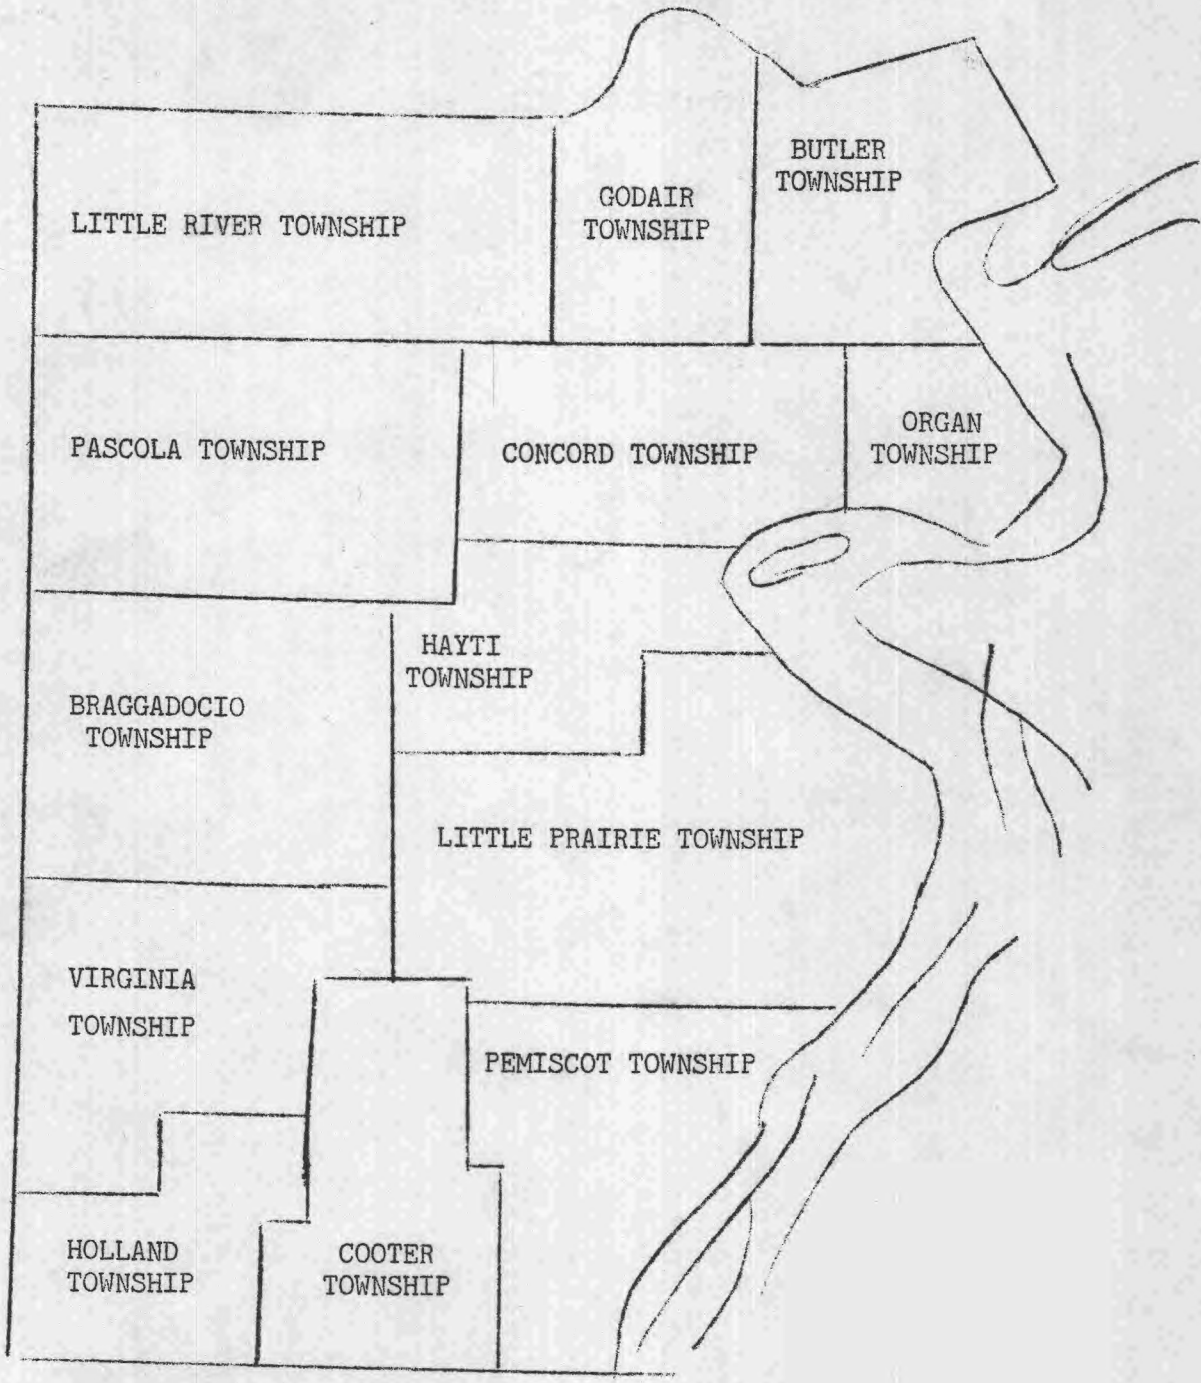 BUTLER
TOWNSHIP
GODAIR
TOWNSHIP
LITTLE RIVER TOWNSHIP
ORGAN
TOWNSHIP
PASCOLA TOWNSHIP
CONCORD TOWNSHIP
HAYTI
TOWNSHIP
BRAGGADOCIO
TOWNSHIP
LITTLE PRAIRIE TOWNSHIP
VIRGINIA
TOWNSHIP
PEMISCOT TOWNSHIP
HOLLAND
TOWNSHIP
COOTER
TOWNSHIP